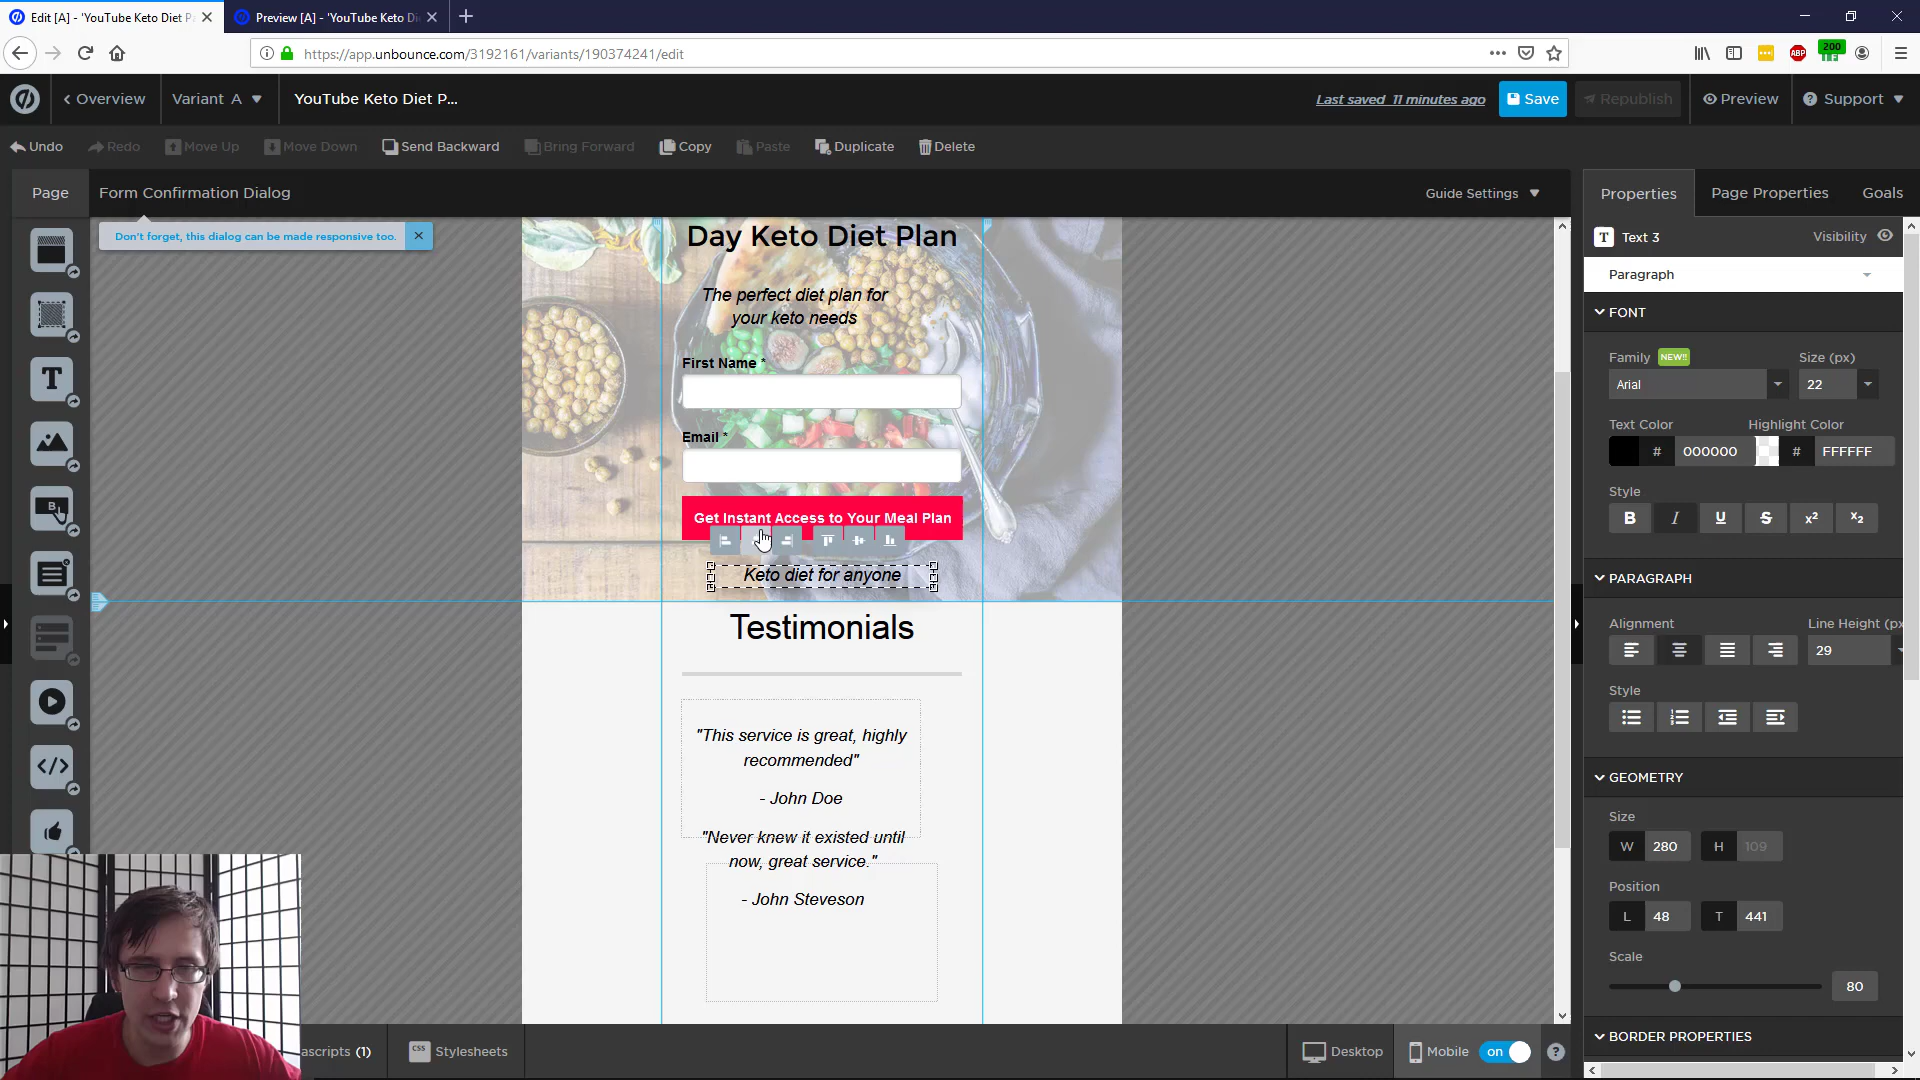 Edit [A] - 'YouTube Keto Diet P
Preview [A] - 'YouTube Keto Di
https://app.unbounce.com/3192161/variants/190374241/edit
ABP
200
Overview
Variant A
YouTube Keto Diet P...
Last saved 11 minutes ago
Save
Republish
Preview
Support
Undo
Redo
Move Up
Move Down
Send Backward
Bring Forward
Copy
Paste
Duplicate
Delete
Page
Form Confirmation Dialog
Guide Settings
Properties
Page Properties
Goals
Don't forget, this dialog can be made responsive too.
Day Keto Diet Plan
The perfect diet plan for
your keto needs
First Name *
Email *
Get Instant Access to Your Meal Plan
Keto diet for anyone
Testimonials
"This service is great, highly
recommended"
- John Doe
"Never knew it existed until
now, great service."
- John Steveson
T
B
T Text 3
Visibility
Paragraph
FONT
Family NEW!!
Size (px)
Arial
22
Text Color
Highlight Color
# 000000
# FFFFFF
Style
B I U S x² x₂
PARAGRAPH
Alignment
Line Height (px
29
Style
GEOMETRY
Size
W 280
H 109
Position
L 48
T 441
Scale
80
BORDER PROPERTIES
ascripts (1)
CSS Stylesheets
Desktop
Mobile
on
?